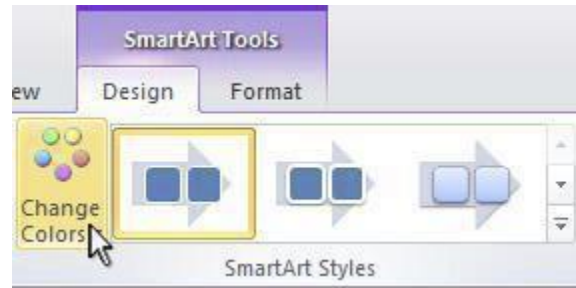 SmartArt Tools
ew Design Format
Change
Colors
SmartArt Styles